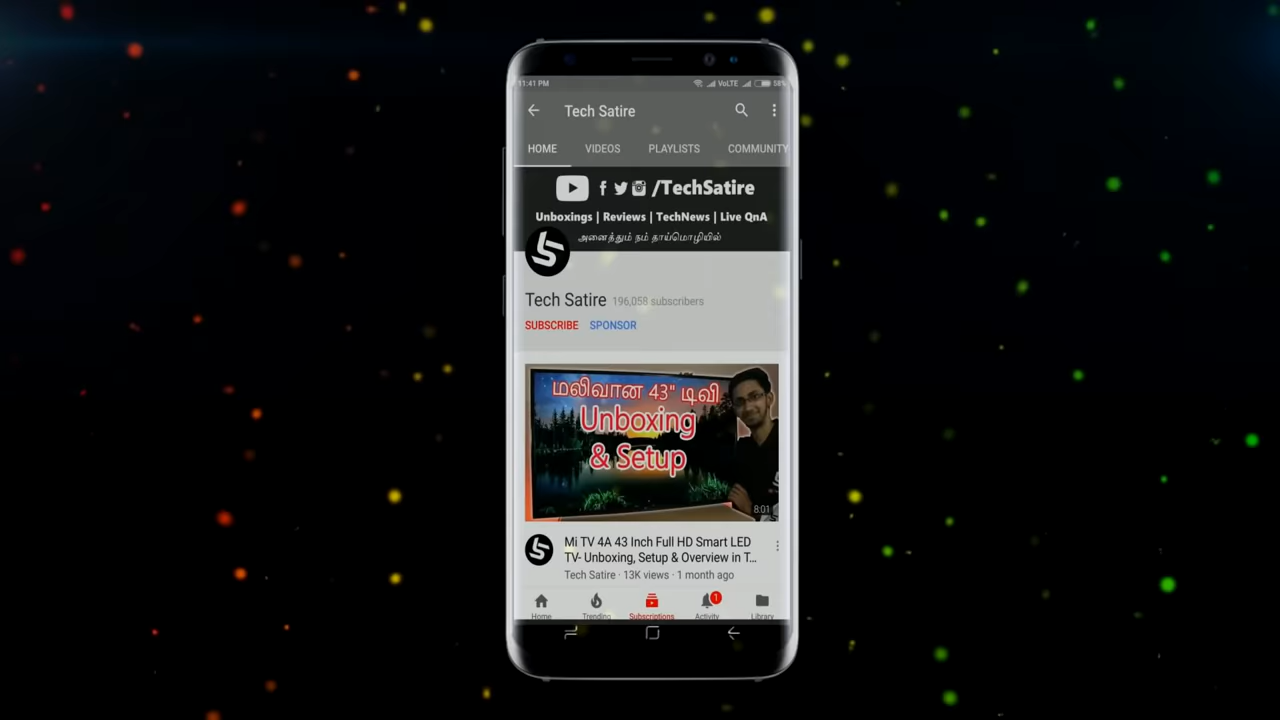 11:41 PM VoLTE 58%
Tech Satire
HOME VIDEOS PLAYLISTS COMMUNITY
f /TechSatire
Unboxings | Reviews | TechNews | Live QnA
அனைத்தும் நம் தாய்மொழியில்
Tech Satire 196,058 subscribers
SUBSCRIBE SPONSOR
மலிவான 43" டிவி
Unboxing
& Setup
8:01
Mi TV 4A 43 Inch Full HD Smart LED
TV- Unboxing, Setup & Overview in T...
Tech Satire · 13K views · 1 month ago
1
Home Trending Subscriptions Activity Library